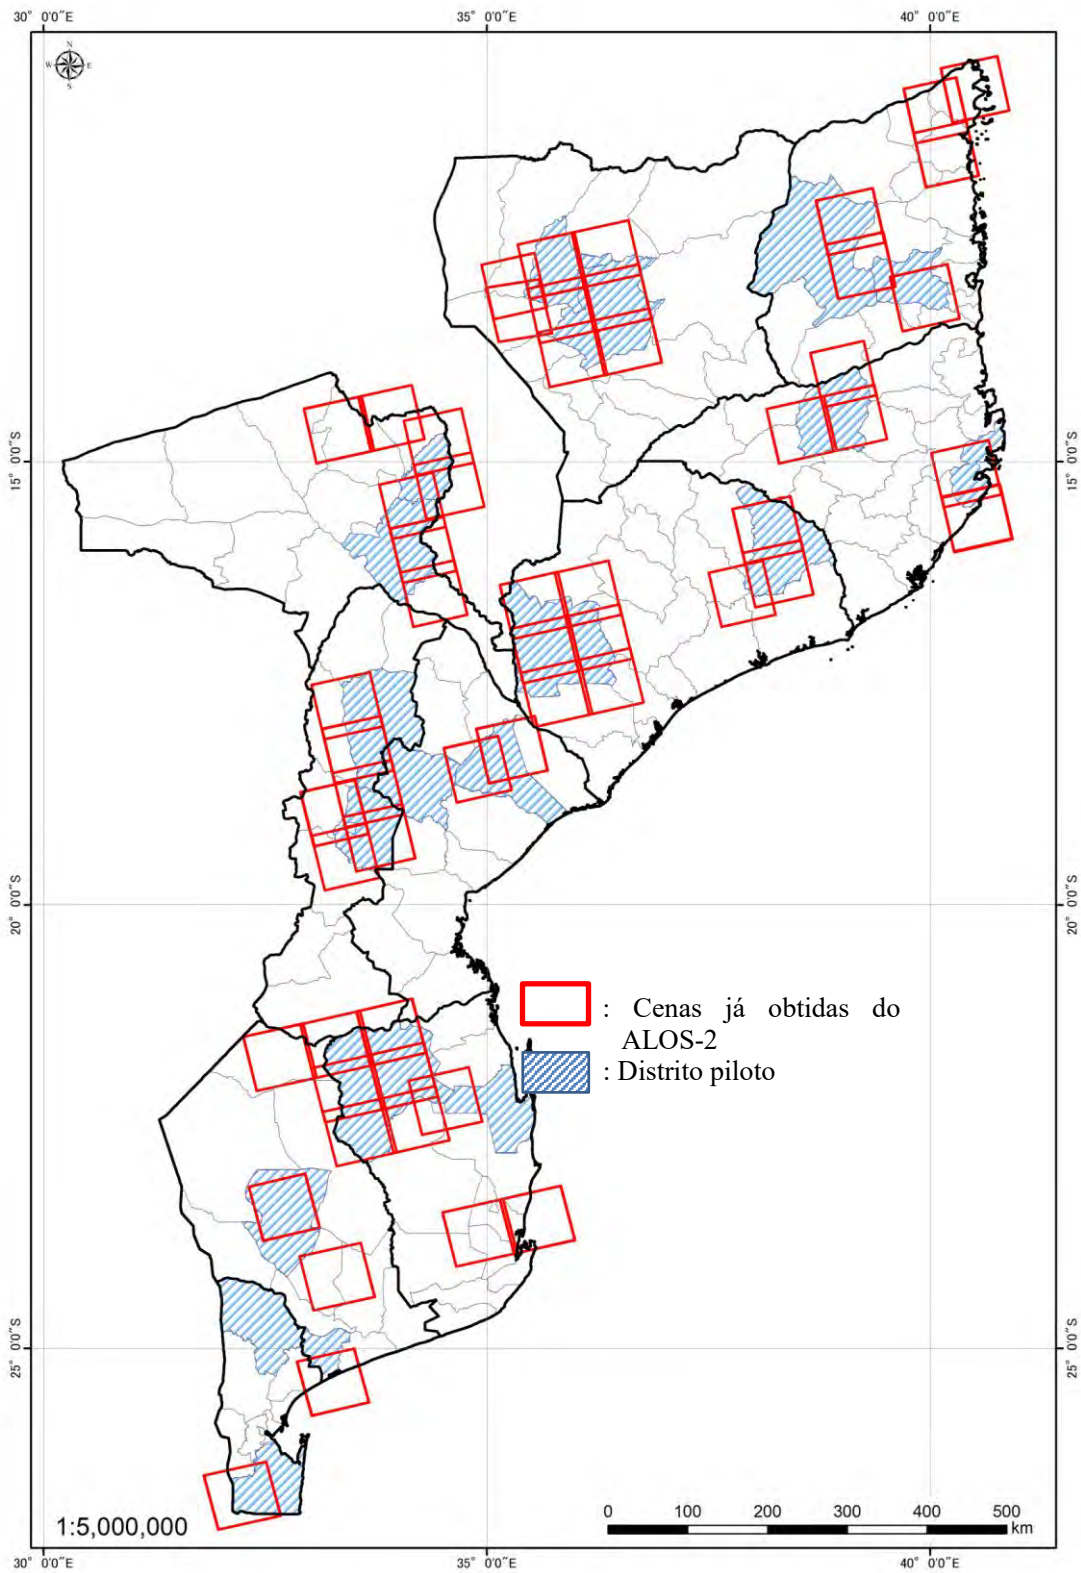 30° 0'0"E 35° 0'0"E 40° 0'0"E
N
W E
S
15° 0'0"S 15° 0'0"S
20° 0'0"S 20° 0'0"S
: Cenas já obtidas do
ALOS-2
: Distrito piloto
25° 0'0"S 25° 0'0"S
1:5,000,000
0 100 200 300 400 500
km
30° 0'0"E 35° 0'0"E 40° 0'0"E